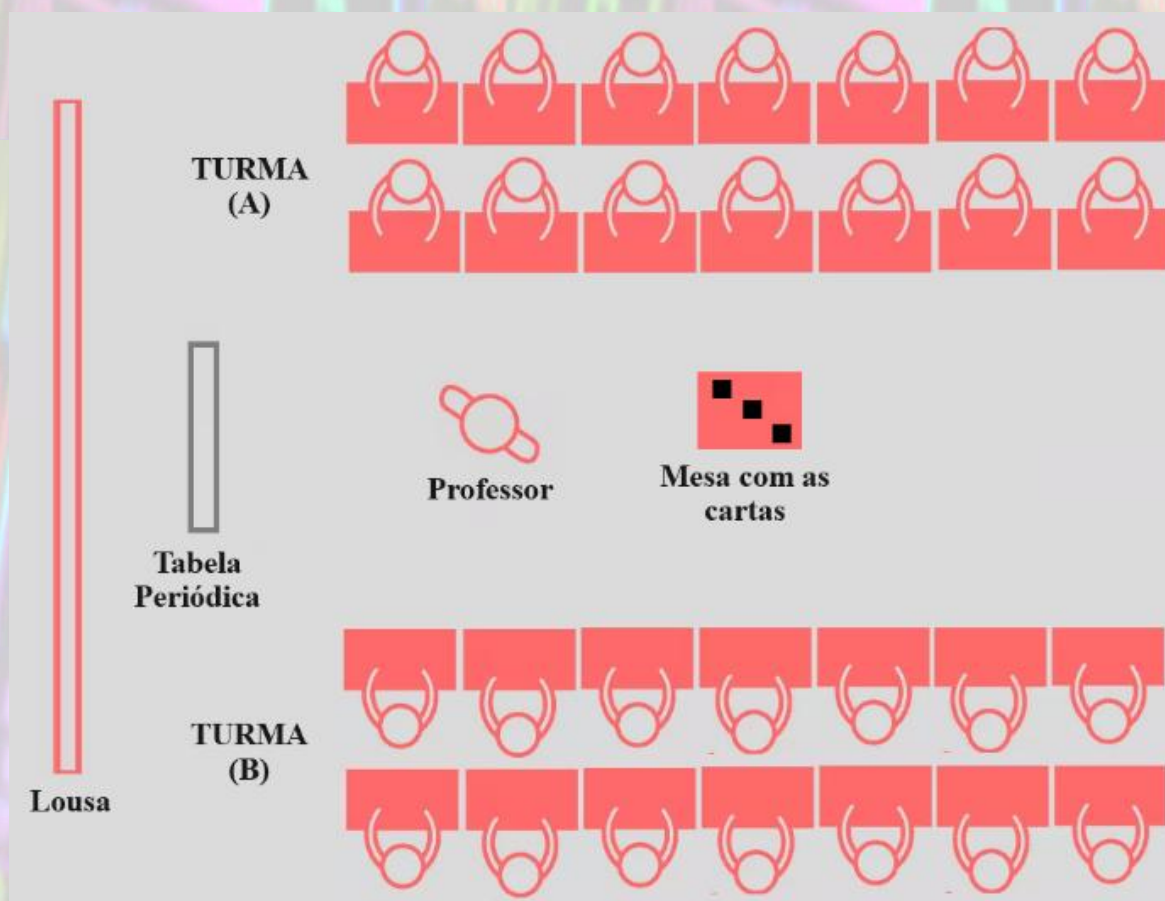 TURMA
(A)
Professor
Mesa com as
cartas
Tabela
Periódica
TURMA
(B)
Lousa